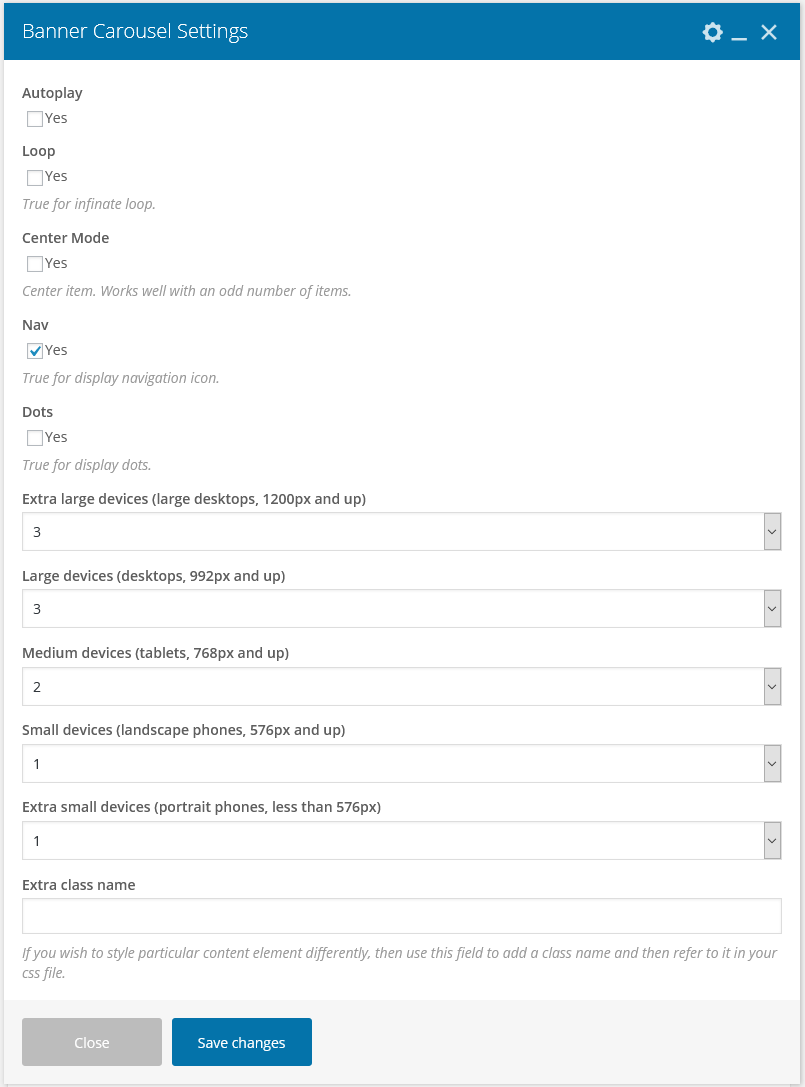 Banner Carousel Settings
Autoplay
Yes
Loop
Yes
True for infinate loop.
Center Mode
Yes
Center item. Works well with an odd number of items.
Nav
Yes
True for display navigation icon.
Dots
Yes
True for display dots.
Extra large devices (large desktops, 1200px and up)
3
Large devices (desktops, 992px and up)
3
Medium devices (tablets, 768px and up)
2
Small devices (landscape phones, 576px and up)
1
Extra small devices (portrait phones, less than 576px)
1
Extra class name
If you wish to style particular content element differently, then use this field to add a class name and then refer to it in your
css file.
Close
Save changes